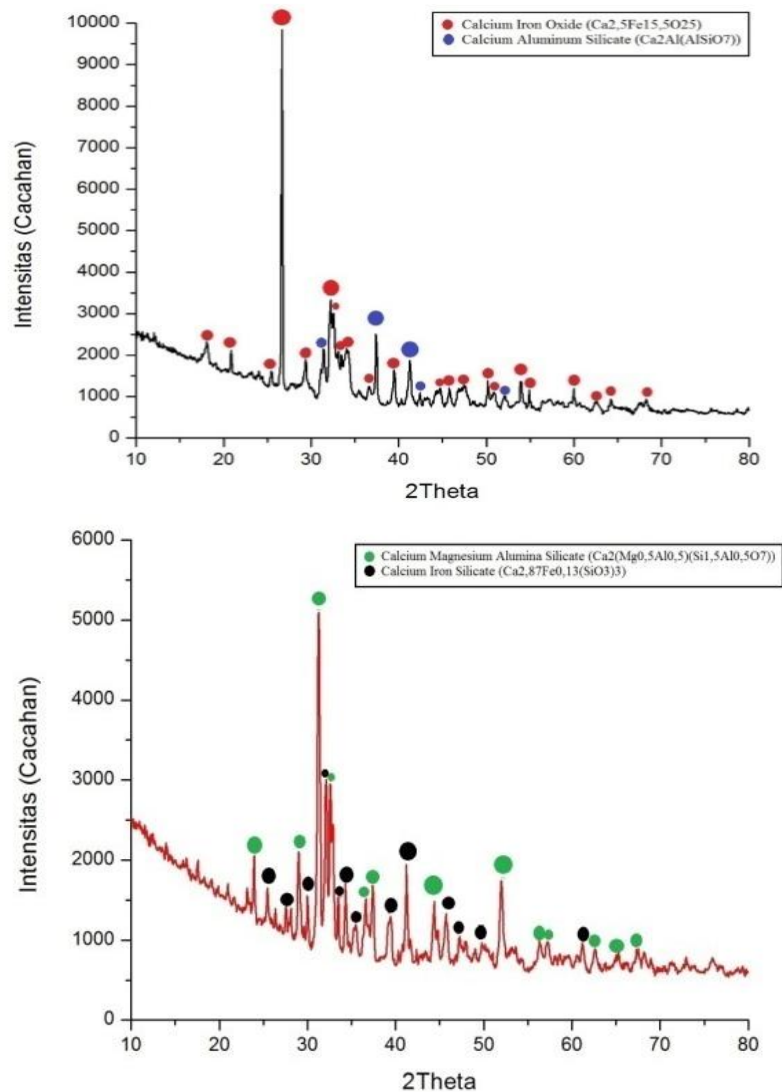 10000
9000
8000
7000
6000
5000
4000
3000
2000
1000
0
Intensitas (Cacahan)
Calcium Iron Oxide (Ca2,5Fe15,5O25)
Calcium Aluminum Silicate (Ca2Al(AlSiO7))
10 20 30 40 50 60 70 80
2Theta
6000
5000
4000
3000
2000
1000
0
Intensitas (Cacahan)
Calcium Magnesium Alumina Silicate (Ca2(Mg0,5Al0,5)(Si1,5Al0,5O7))
Calcium Iron Silicate (Ca2,87Fe0,13(SiO3)3)
10 20 30 40 50 60 70 80
2Theta